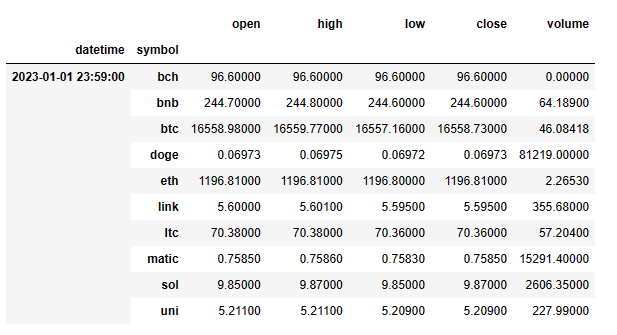 open high low close volume
datetime symbol
2023-01-01 23:59:00 bch 96.60000 96.60000 96.60000 96.60000 0.00000
bnb 244.70000 244.80000 244.60000 244.60000 64.18900
btc 16558.98000 16559.77000 16557.16000 16558.73000 46.08418
doge 0.06973 0.06975 0.06972 0.06973 81219.00000
eth 1196.81000 1196.81000 1196.80000 1196.81000 2.26530
link 5.60000 5.60100 5.59500 5.59500 355.68000
ltc 70.38000 70.38000 70.36000 70.36000 57.20400
matic 0.75850 0.75860 0.75830 0.75850 15291.40000
sol 9.85000 9.87000 9.85000 9.87000 2606.35000
uni 5.21100 5.21100 5.20900 5.20900 227.99000